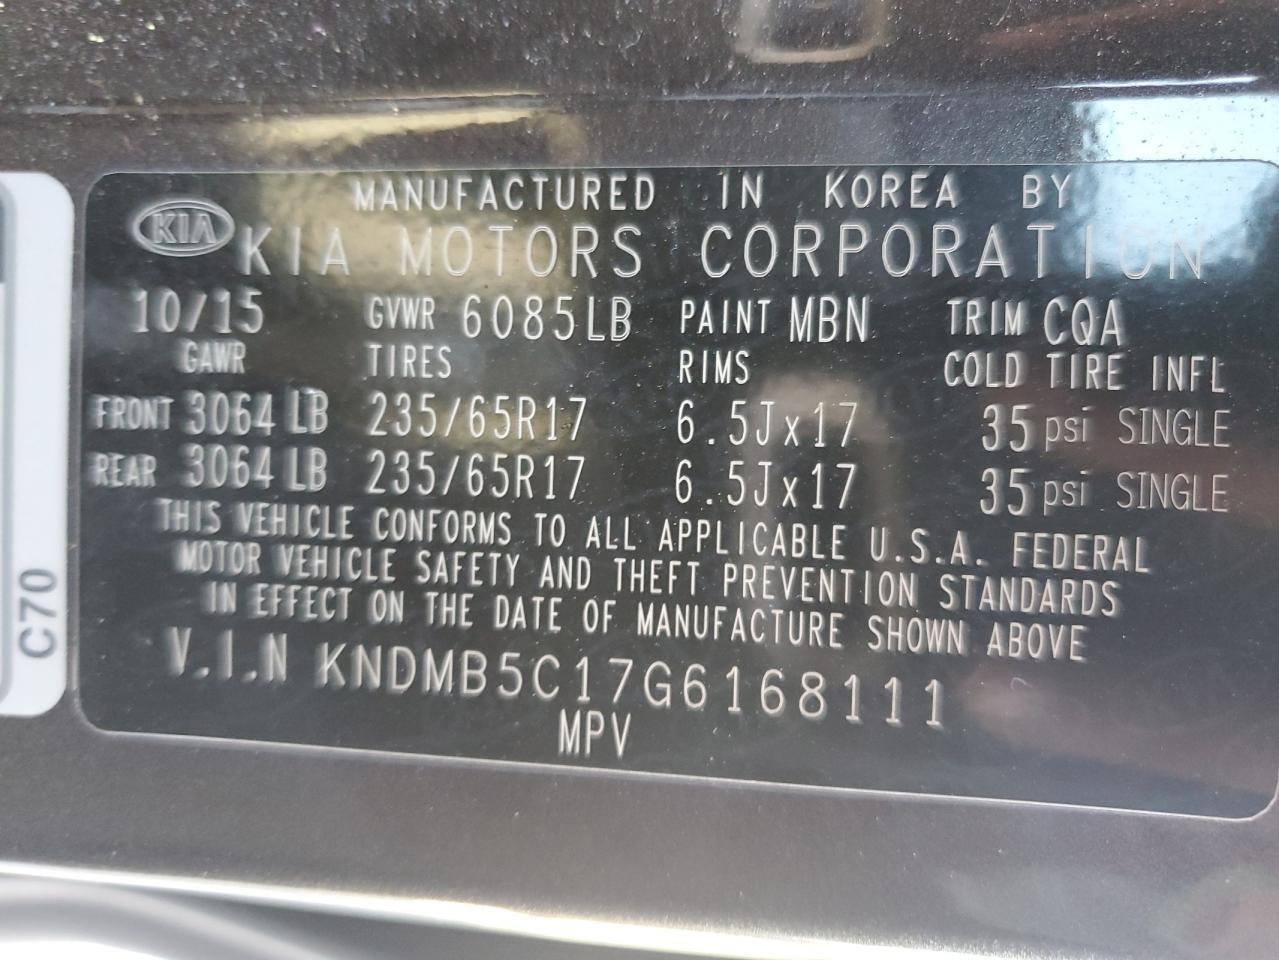 MANUFACTURED IN KOREA BY
KIA KIA MOTORS CORPORATION
10/15 GVWR 6085LB PAINT MBN TRIM CQA
GAWR TIRES RIMS COLD TIRE INFL
FRONT 3064 LB 235/65R17 6.5Jx17 35 psi SINGLE
REAR 3064 LB 235/65R17 6.5Jx17 35 psi SINGLE
THIS VEHICLE CONFORMS TO ALL APPLICABLE U.S.A. FEDERAL
MOTOR VEHICLE SAFETY AND THEFT PREVENTION STANDARDS
IN EFFECT ON THE DATE OF MANUFACTURE SHOWN ABOVE
V.I.N KNDMB5C17G6168111
MPV
C70